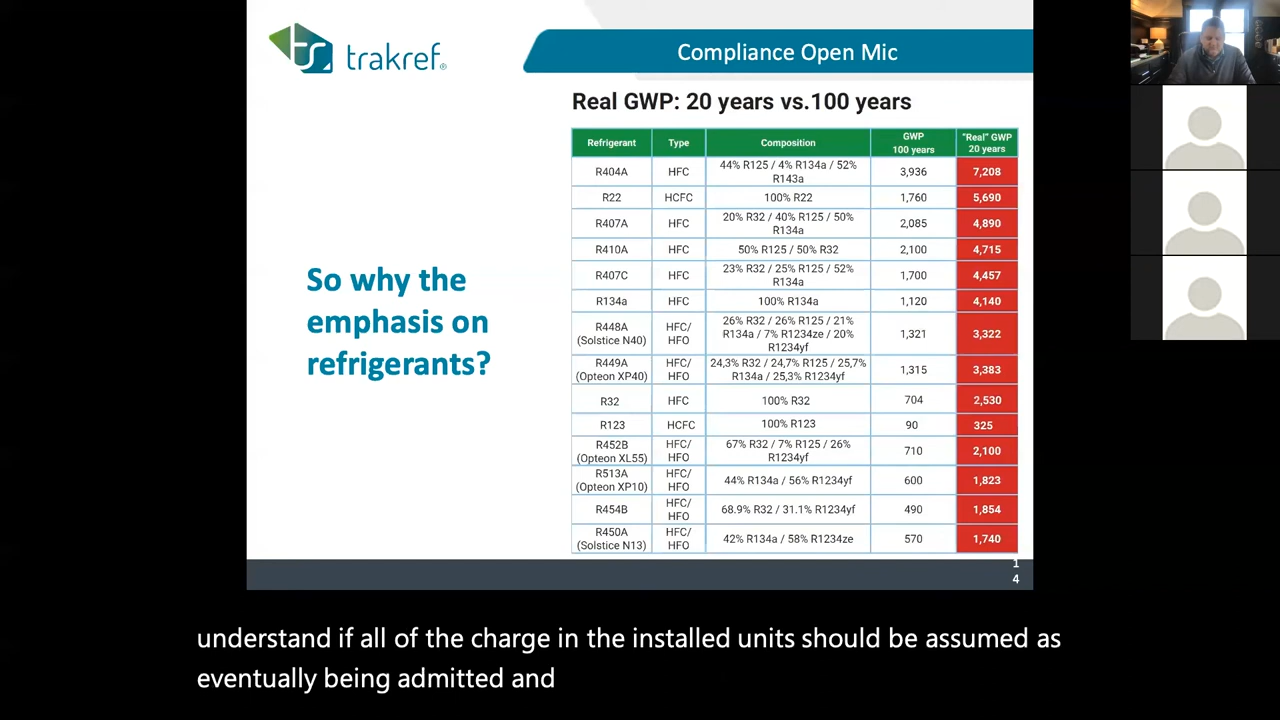 trakref®
Compliance Open Mic
Real GWP: 20 years vs.100 years
So why the
emphasis on
refrigerants?
Refrigerant Type Composition GWP 100 years "Real" GWP 20 years
R404A HFC 44% R125 / 4% R134a / 52% R143a 3,936 7,208
R22 HCFC 100% R22 1,760 5,690
R407A HFC 20% R32 / 40% R125 / 50% R134a 2,085 4,890
R410A HFC 50% R125 / 50% R32 2,100 4,715
R407C HFC 23% R32 / 25% R125 / 52% R134a 1,700 4,457
R134a HFC 100% R134a 1,120 4,140
R448A (Solstice N40) HFC/ HFO 26% R32 / 26% R125 / 21% R134a / 7% R1234ze / 20% R1234yf 1,321 3,322
R449A (Opteon XP40) HFC/ HFO 24,3% R32 / 24,7% R125 / 25,7% R134a / 25,3% R1234yf 1,315 3,383
R32 HFC 100% R32 704 2,530
R123 HCFC 100% R123 90 325
R452B (Opteon XL55) HFC/ HFO 67% R32 / 7% R125 / 26% R1234yf 710 2,100
R513A (Opteon XP10) HFC/ HFO 44% R134a / 56% R1234yf 600 1,823
R454B HFC/ HFO 68.9% R32 / 31.1% R1234yf 490 1,854
R450A (Solstice N13) HFC/ HFO 42% R134a / 58% R1234ze 570 1,740
1
4
understand if all of the charge in the installed units should be assumed as
eventually being admitted and